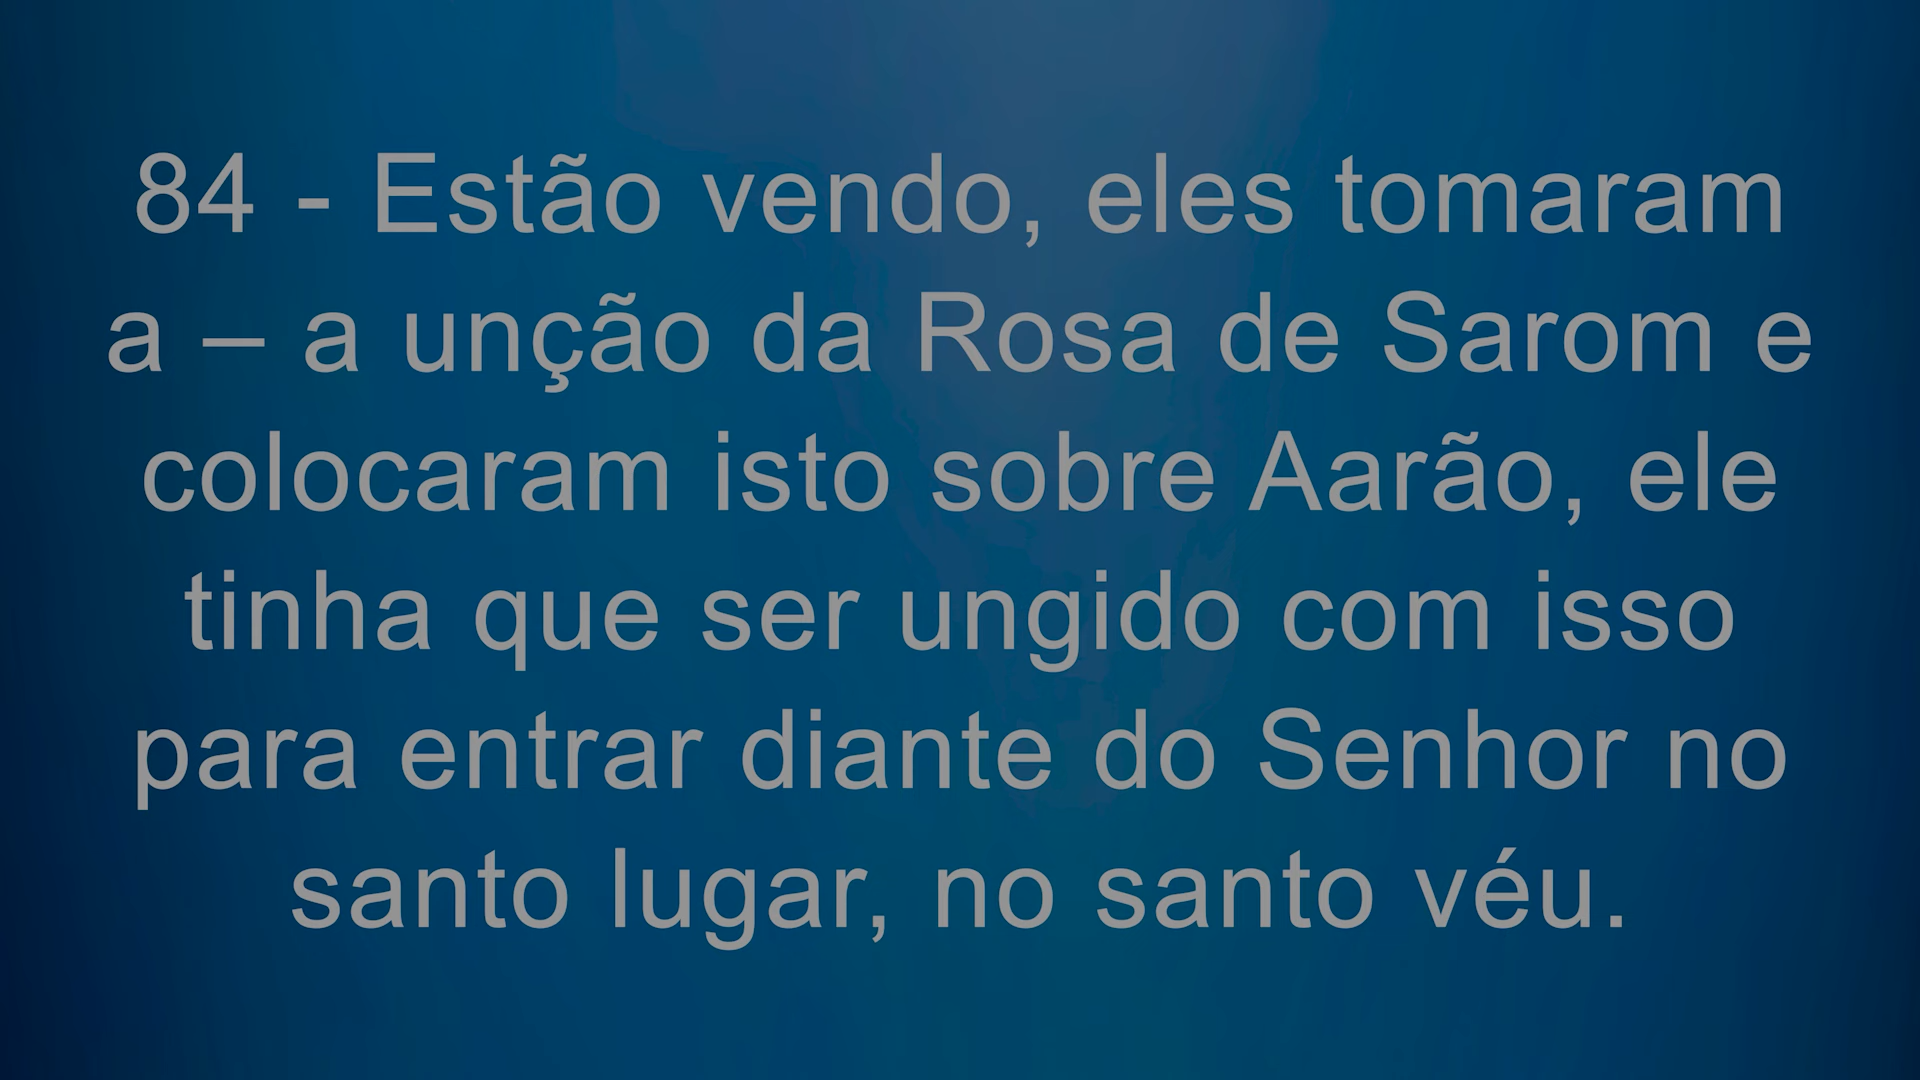 84 - Estão vendo, eles tomaram
a – a unção da Rosa de Sarom e
colocaram isto sobre Aarão, ele
tinha que ser ungido com isso
para entrar diante do Senhor no
santo lugar, no santo véu.